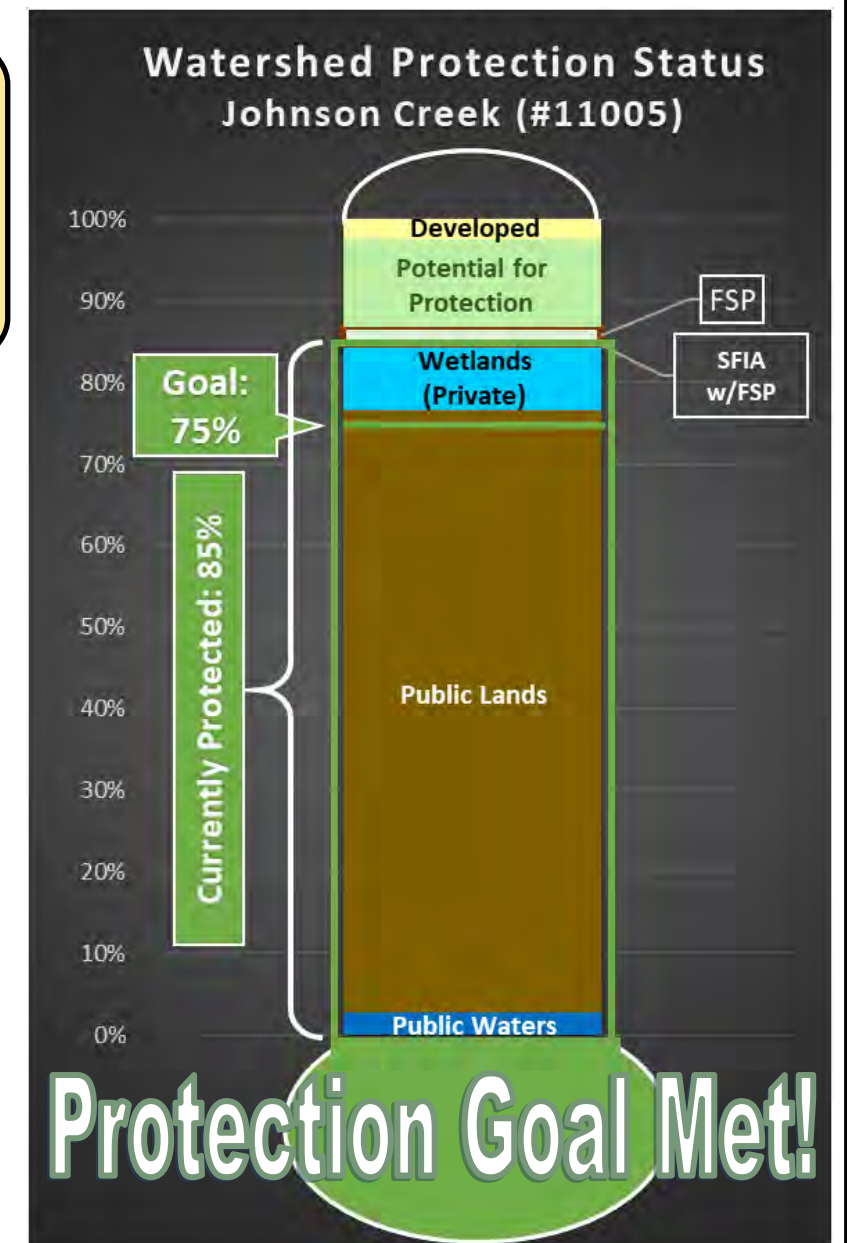 Watershed Protection Status
Johnson Creek (#11005)
100%
90%
80%
70%
60%
50%
40%
30%
20%
10%
0%
Developed
Potential for
Protection
FSP
SFIA
w/FSP
Wetlands
(Private)
Goal:
75%
Currently Protected: 85%
Public Lands
Public Waters
Protection Goal Met!